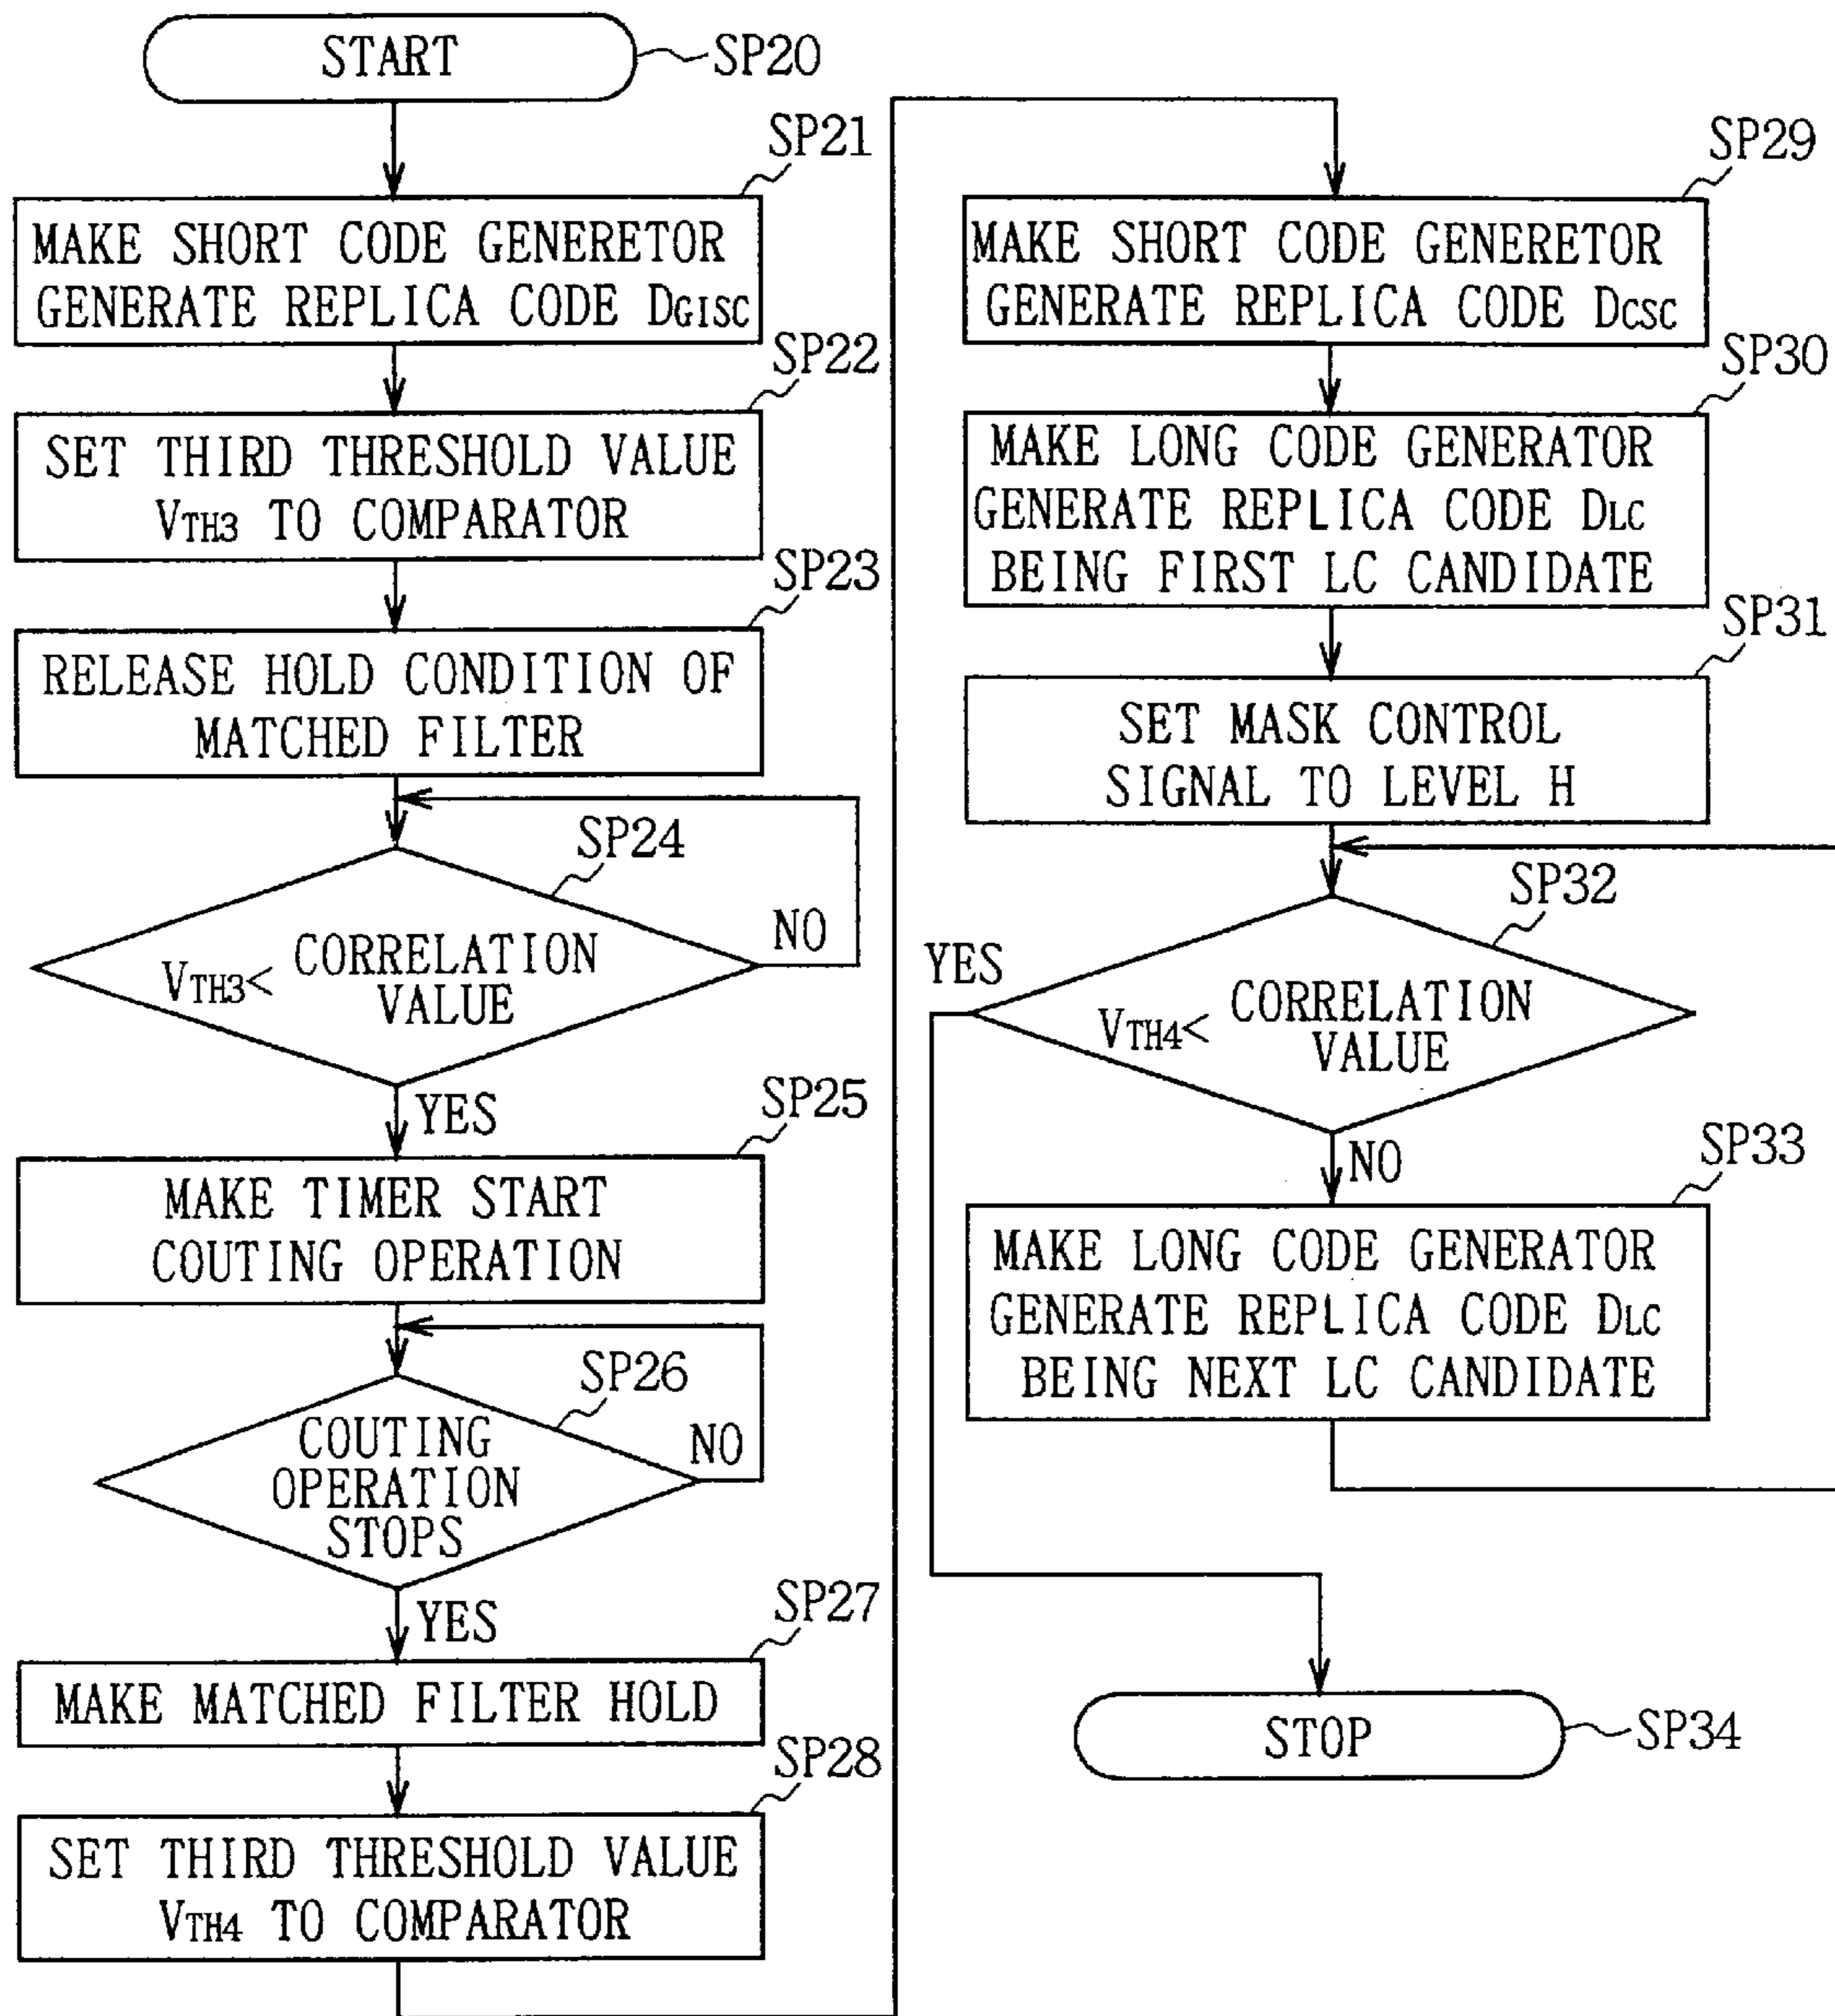 START
SP20
SP21
MAKE SHORT CODE GENERETOR
GENERATE REPLICA CODE DGISC
SP22
SET THIRD THRESHOLD VALUE
VTH3 TO COMPARATOR
SP23
RELEASE HOLD CONDITION OF
MATCHED FILTER
SP24
VTH3< CORRELATION
VALUE
NO
YES
SP25
MAKE TIMER START
COUTING OPERATION
SP26
COUTING
OPERATION
STOPS
NO
YES
SP27
MAKE MATCHED FILTER HOLD
SP28
SET THIRD THRESHOLD VALUE
VTH4 TO COMPARATOR
SP29
MAKE SHORT CODE GENERETOR
GENERATE REPLICA CODE DCSC
SP30
MAKE LONG CODE GENERATOR
GENERATE REPLICA CODE DLC
BEING FIRST LC CANDIDATE
SP31
SET MASK CONTROL
SIGNAL TO LEVEL H
SP32
YES
VTH4< CORRELATION
VALUE
NO
SP33
MAKE LONG CODE GENERATOR
GENERATE REPLICA CODE DLC
BEING NEXT LC CANDIDATE
STOP
SP34